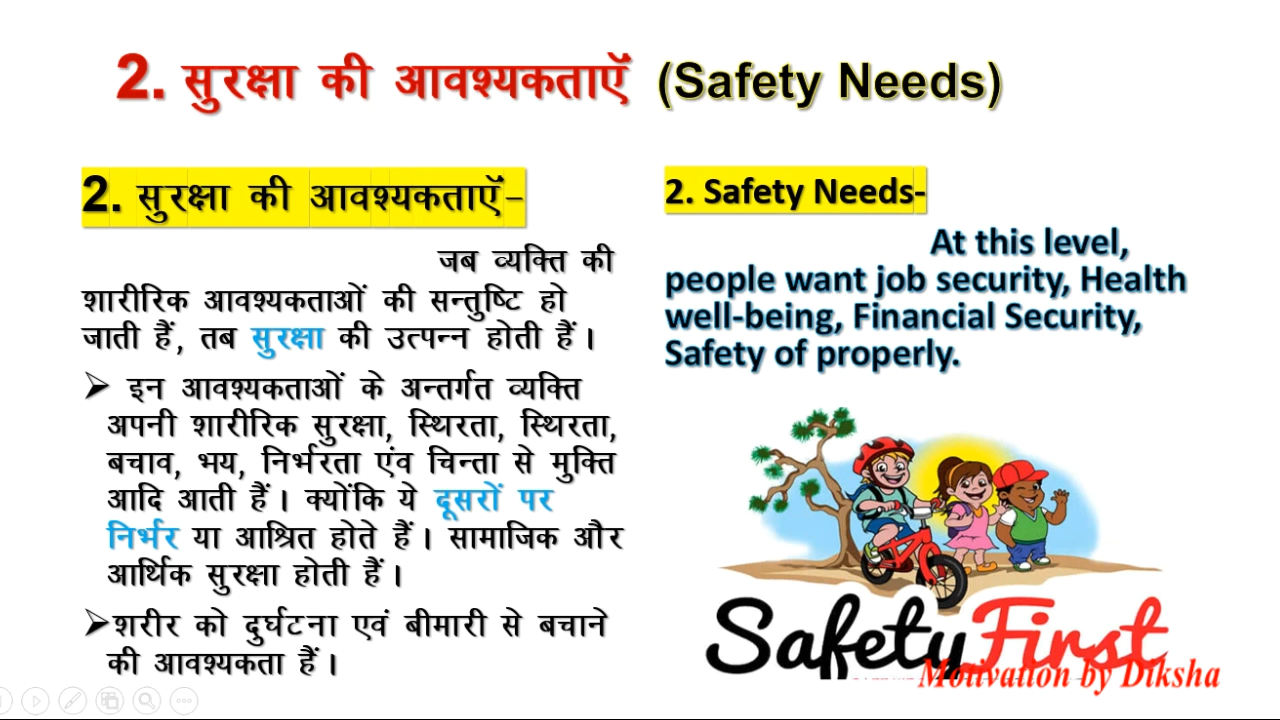 2. सुरक्षा की आवश्यकताएॅ (Safety Needs)
2. सुरक्षा की आवश्यकताएॅ-
जब व्यक्ति की
शारीरिक आवश्यकताओं की सन्तुष्टि हो
जाती हैं, तब सुरक्षा की उत्पन्न होती हैं।
➢ इन आवश्यकताओं के अन्तर्गत व्यक्ति
अपनी शारीरिक सुरक्षा, स्थिरता, स्थिरता,
बचाव, भय, निर्भरता एंव चिन्ता से मुक्ति
आदि आती हैं। क्योंकि ये दूसरों पर
निर्भर या आश्रित होते हैं। सामाजिक और
आर्थिक सुरक्षा होती हैं।
➢शरीर को दुर्घटना एवं बीमारी से बचाने
की आवश्यकता हैं।
2. Safety Needs-
At this level,
people want job security, Health
well-being, Financial Security,
Safety of properly.
Safety First
Motivation by Diksha